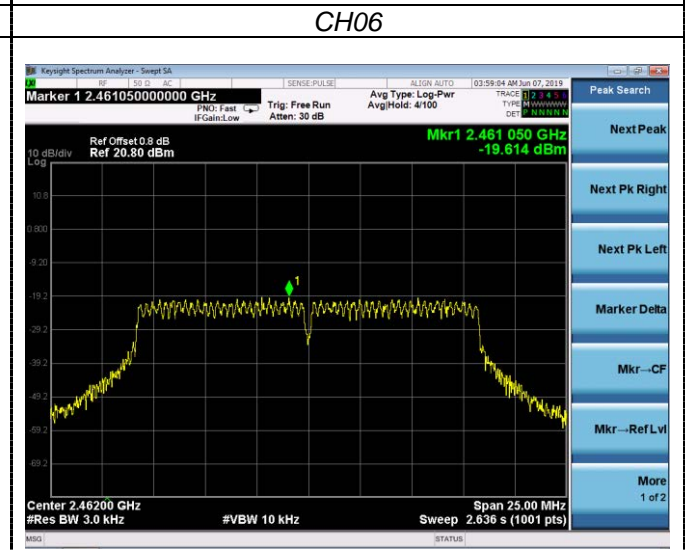 CH06
Keysight Spectrum Analyzer - Swept SA
RF 50 Ω AC SENSE:PULSE ALIGN AUTO 03:59:04 AM Jun 07, 2019
Marker 1 2.461050000000 GHz
PNO: Fast
IFGain:Low
Trig: Free Run
Atten: 30 dB
Avg Type: Log-Pwr
Avg|Hold: 4/100
TRACE 1 2 3 4 5 6
TYPE M WWWWW
DET P NNNNN
Peak Search
Mkr1 2.461 050 GHz
-19.614 dBm
Ref Offset 0.8 dB
10 dB/div Ref 20.80 dBm
Log
10.8
0.800
-9.20
-19.2
-29.2
-39.2
-49.2
-59.2
-69.2
1
Next Peak
Next Pk Right
Next Pk Left
Marker Delta
Mkr→CF
Mkr→Ref Lvl
More
1 of 2
Center 2.46200 GHz Span 25.00 MHz
#Res BW 3.0 kHz #VBW 10 kHz Sweep 2.636 s (1001 pts)
MSG STATUS